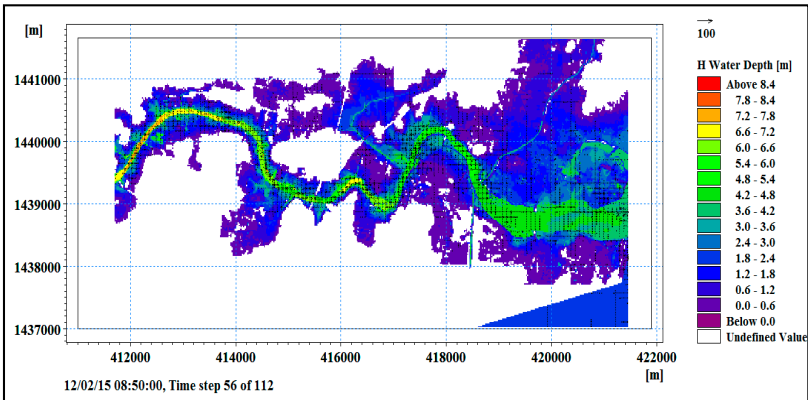 [m]
1441000
1440000
1439000
1438000
1437000
412000 414000 416000 418000 420000 422000
[m]
12/02/15 08:50:00, Time step 56 of 112
100
H Water Depth [m]
Above 8.4
7.8 - 8.4
7.2 - 7.8
6.6 - 7.2
6.0 - 6.6
5.4 - 6.0
4.8 - 5.4
4.2 - 4.8
3.6 - 4.2
3.0 - 3.6
2.4 - 3.0
1.8 - 2.4
1.2 - 1.8
0.6 - 1.2
0.0 - 0.6
Below 0.0
Undefined Value